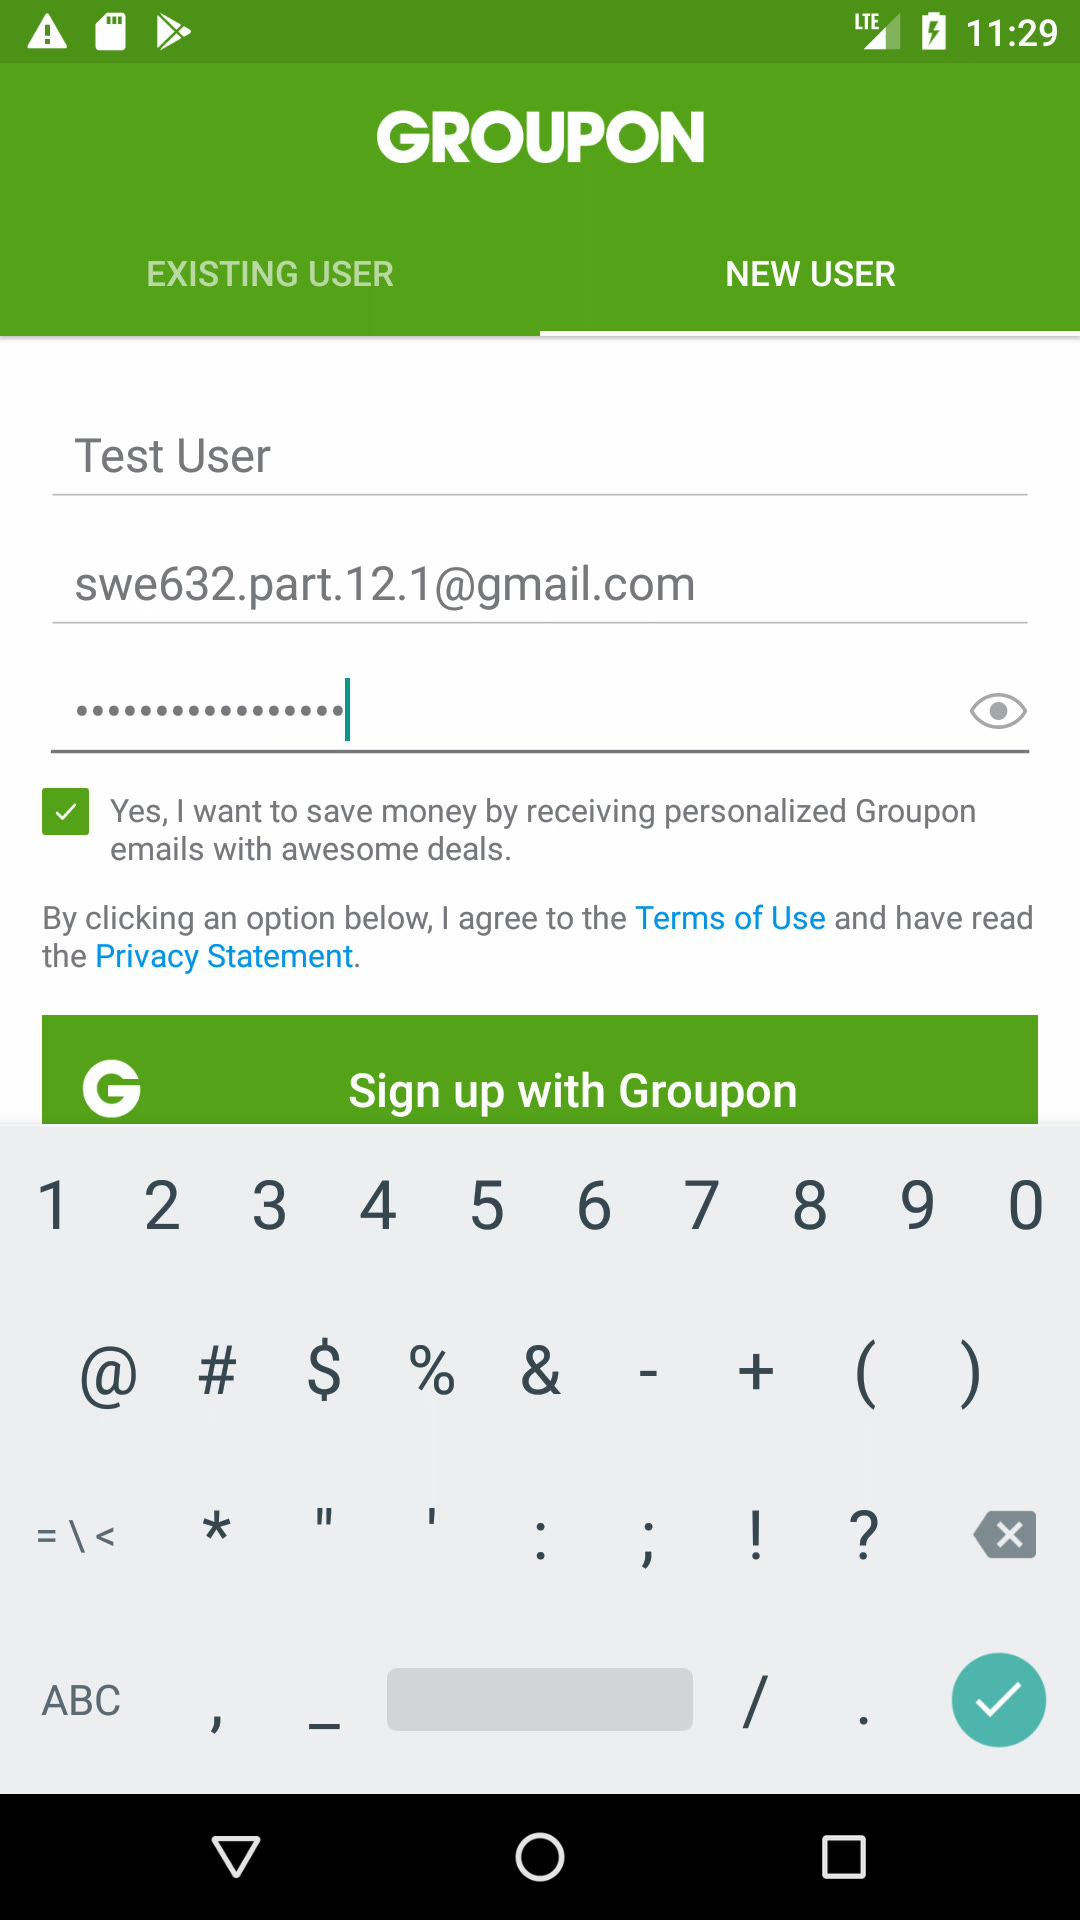 LTE 11:29
GROUPON
EXISTING USER NEW USER
Test User
swe632.part.12.1@gmail.com
•••••••••••••••••
Yes, I want to save money by receiving personalized Groupon
emails with awesome deals.
By clicking an option below, I agree to the Terms of Use and have read
the Privacy Statement.
G Sign up with Groupon
1 2 3 4 5 6 7 8 9 0
@ # $ % & - + ( )
= \ < * " ' : ; ! ?
ABC , _ / .